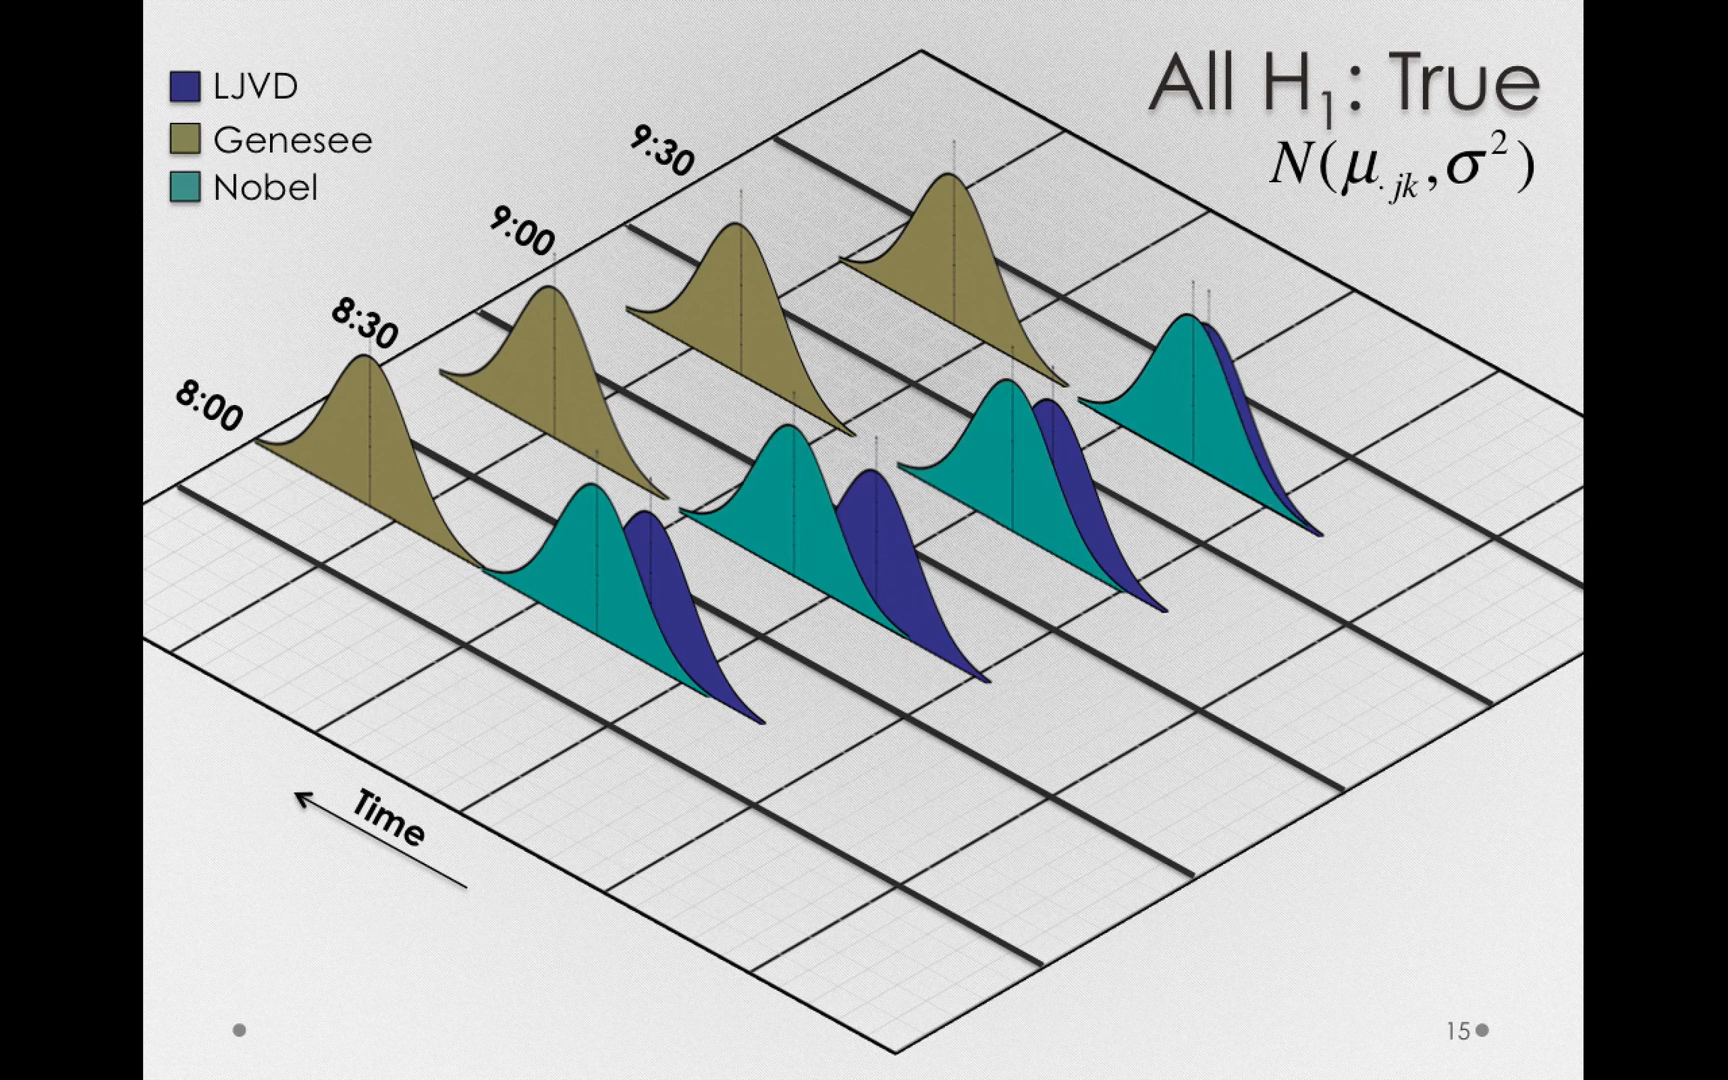 All H₁: True
N(μ.jk, σ²)
LJVD
Genesee
Nobel
9:30
9:00
8:30
8:00
Time
15